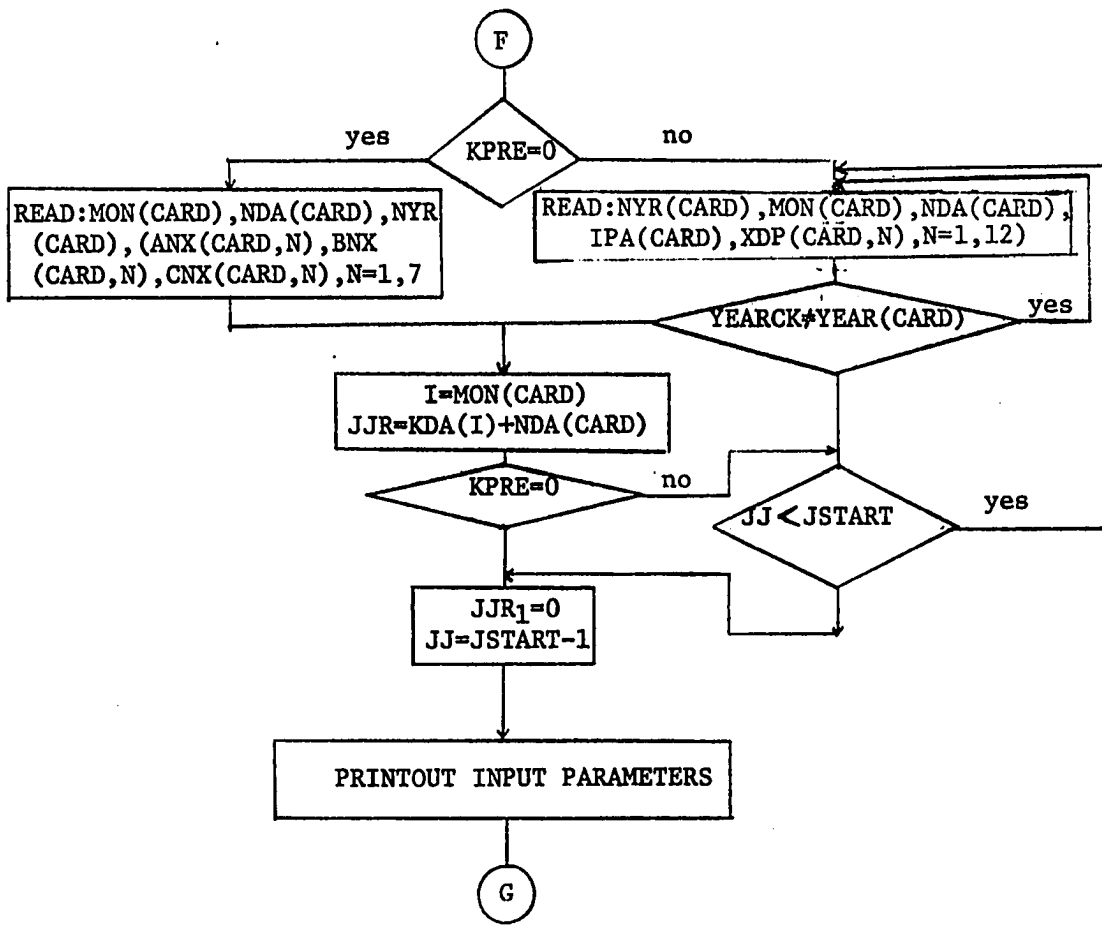 F
yes
KPRE=0
no
READ:MON(CARD),NDA(CARD),NYR
(CARD),(ANX(CARD,N),BNX
(CARD,N),CNX(CARD,N),N=1,7
READ:NYR(CARD),MON(CARD),NDA(CARD),
IPA(CARD),XDP(CARD,N),N=1,12)
YEARCK≠YEAR(CARD)
yes
I=MON(CARD)
JJR=KDA(I)+NDA(CARD)
KPRE=0
no
JJ<JSTART
yes
JJR1=0
JJ=JSTART-1
PRINTOUT INPUT PARAMETERS
G